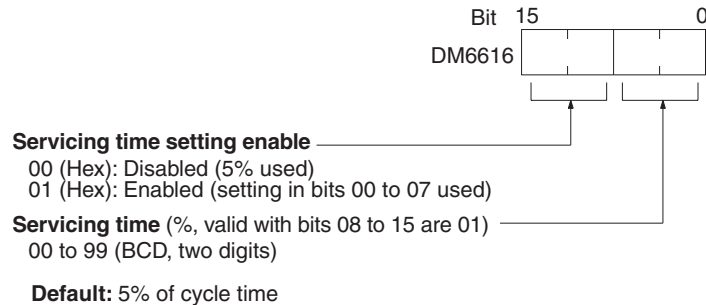 Bit 15 0
DM6616
Servicing time setting enable
00 (Hex): Disabled (5% used)
01 (Hex): Enabled (setting in bits 00 to 07 used)
Servicing time (%, valid with bits 08 to 15 are 01)
00 to 99 (BCD, two digits)
Default: 5% of cycle time